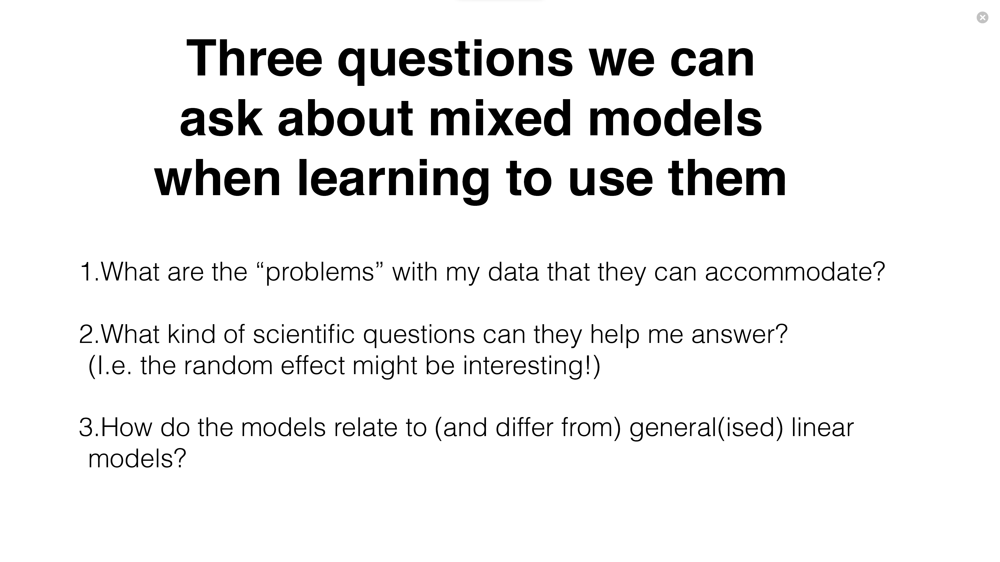 Three questions we can
ask about mixed models
when learning to use them
1.What are the “problems” with my data that they can accommodate?
2.What kind of scientific questions can they help me answer?
(I.e. the random effect might be interesting!)
3.How do the models relate to (and differ from) general(ised) linear
models?